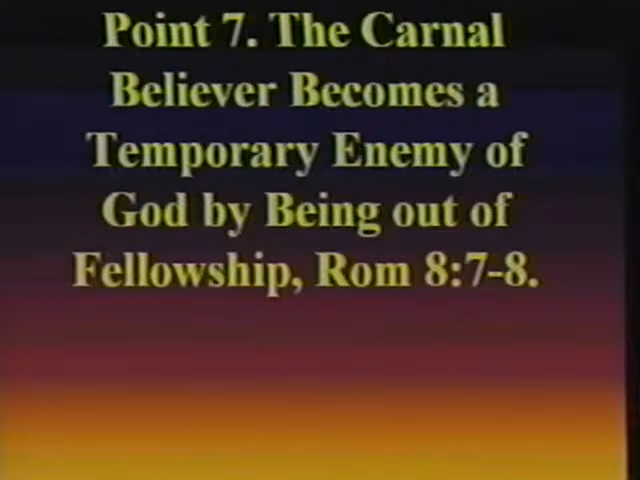 Point 7. The Carnal
Believer Becomes a
Temporary Enemy of
God by Being out of
Fellowship, Rom 8:7-8.